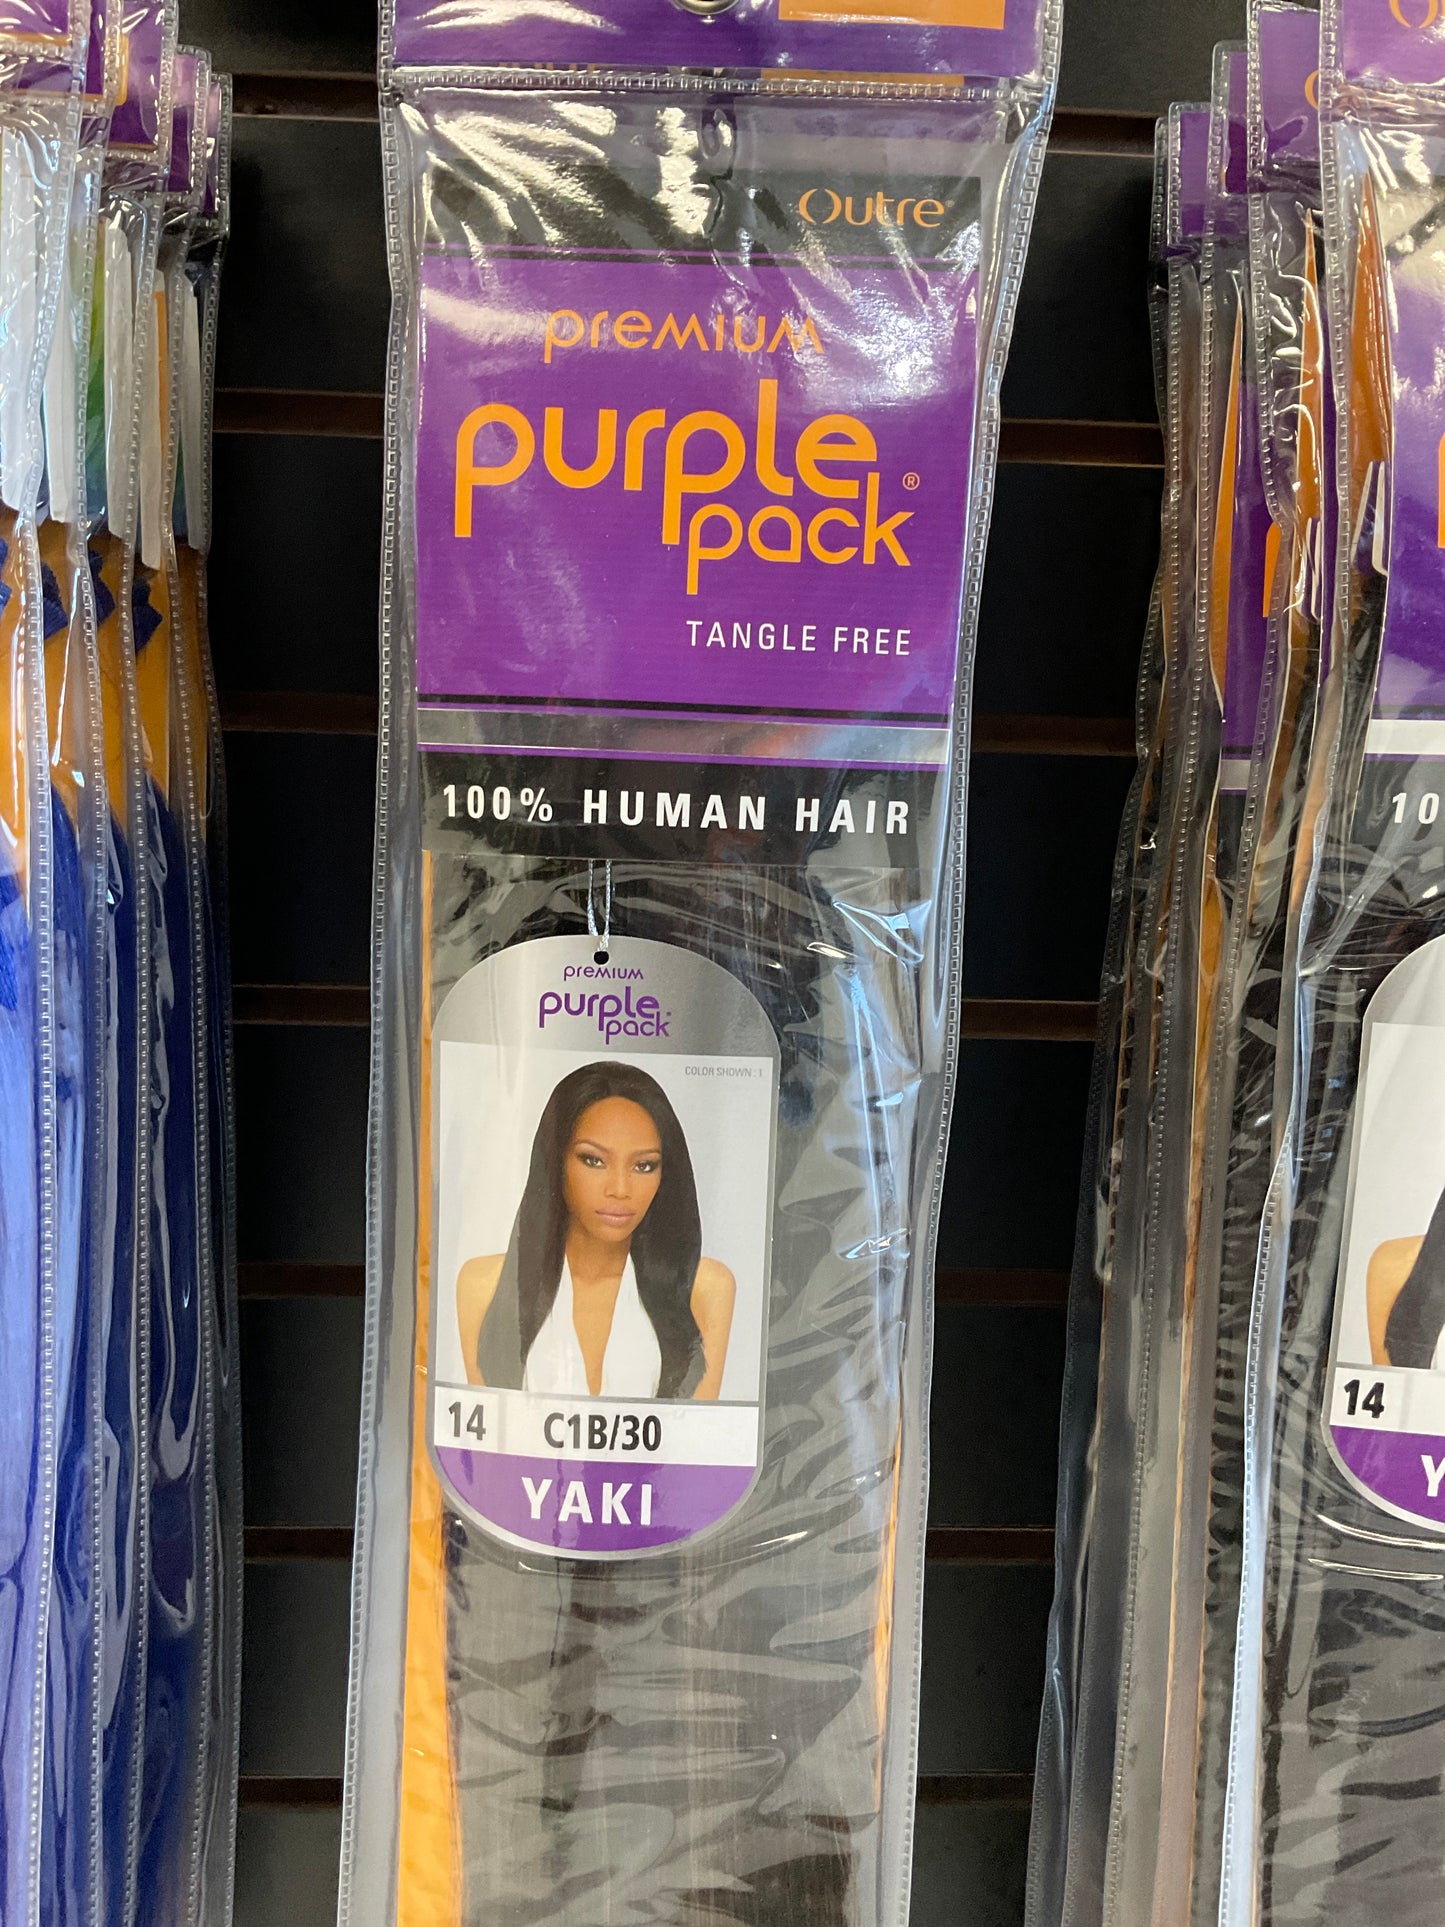 Outre®
premium
purple
pack®
TANGLE FREE
100% HUMAN HAIR
premium
purple
pack®
COLOR SHOWN : 1
14 C1B/30
YAKI
10
14
Y